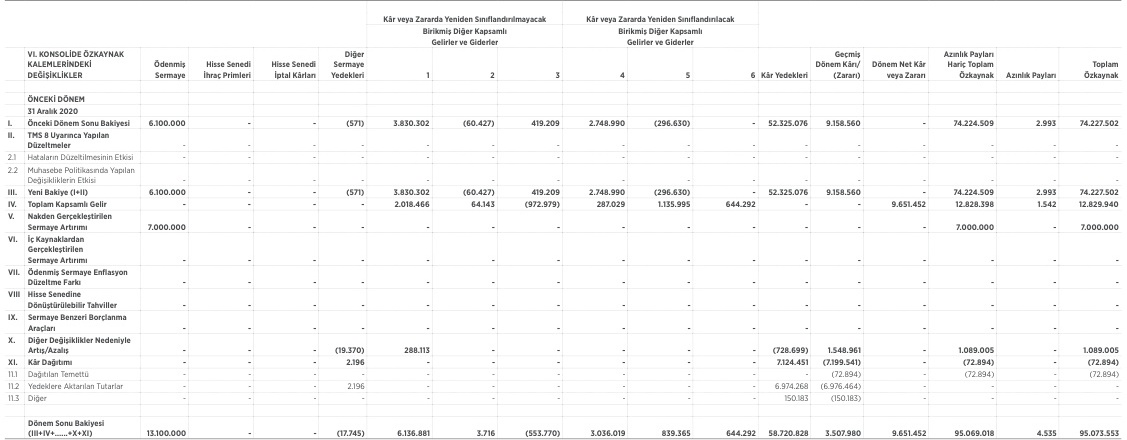 Kâr veya Zararda Yeniden Sınıflandırılmayacak Kâr veya Zararda Yeniden Sınıflandırılacak
Birikmiş Diğer Kapsamlı Birikmiş Diğer Kapsamlı
Gelirler ve Giderler Gelirler ve Giderler
VI. KONSOLİDE ÖZKAYNAK Diğer Geçmiş Azınlık Payları
KALEMLERİNDEKİ Ödenmiş Hisse Senedi Hisse Senedi Sermaye Dönem Kârı/ Dönem Net Kâr Hariç Toplam Toplam
DEĞİŞİKLİKLER Sermaye İhraç Primleri İptal Kârları Yedekleri 1 2 3 4 5 6 Kâr Yedekleri (Zararı) veya Zararı Özkaynak Azınlık Payları Özkaynak
ÖNCEKİ DÖNEM
31 Aralık 2020
I. Önceki Dönem Sonu Bakiyesi 6.100.000 - - (571) 3.830.302 (60.427) 419.209 2.748.990 (296.630) - 52.325.076 9.158.560 - 74.224.509 2.993 74.227.502
II. TMS 8 Uyarınca Yapılan
Düzeltmeler - - - - - - - - - - - - - - - -
2.1 Hataların Düzeltilmesinin Etkisi - - - - - - - - - - - - - - - -
2.2 Muhasebe Politikasında Yapılan
Değişikliklerin Etkisi - - - - - - - - - - - - - - - -
III. Yeni Bakiye (I+II) 6.100.000 - - (571) 3.830.302 (60.427) 419.209 2.748.990 (296.630) - 52.325.076 9.158.560 - 74.224.509 2.993 74.227.502
IV. Toplam Kapsamlı Gelir - - - - 2.018.466 64.143 (972.979) 287.029 1.135.995 644.292 - - 9.651.452 12.828.398 1.542 12.829.940
V. Nakden Gerçekleştirilen
Sermaye Artırımı 7.000.000 - - - - - - - - - - - - 7.000.000 - 7.000.000
VI. İç Kaynaklardan
Gerçekleştirilen
Sermaye Artırımı - - - - - - - - - - - - - - - -
VII. Ödenmiş Sermaye Enflasyon
Düzeltme Farkı - - - - - - - - - - - - - - - -
VIII Hisse Senedine
Dönüştürülebilir Tahviller - - - - - - - - - - - - - - - -
IX. Sermaye Benzeri Borçlanma
Araçları - - - - - - - - - - - - - - - -
X. Diğer Değişiklikler Nedeniyle
Artış/Azalış - - - (19.370) 288.113 - - - - - (728.699) 1.548.961 - 1.089.005 - 1.089.005
XI. Kâr Dağıtımı - - - 2.196 - - - - - - 7.124.451 (7.199.541) - (72.894) - (72.894)
11.1 Dağıtılan Temettü - - - - - - - - - - - (72.894) - (72.894) - (72.894)
11.2 Yedeklere Aktarılan Tutarlar - - - 2.196 - - - - - - 6.974.268 (6.976.464) - - - -
11.3 Diğer - - - - - - - - - - 150.183 (150.183) - - - -
Dönem Sonu Bakiyesi
(III+IV+......+X+XI) 13.100.000 - - (17.745) 6.136.881 3.716 (553.770) 3.036.019 839.365 644.292 58.720.828 3.507.980 9.651.452 95.069.018 4.535 95.073.553